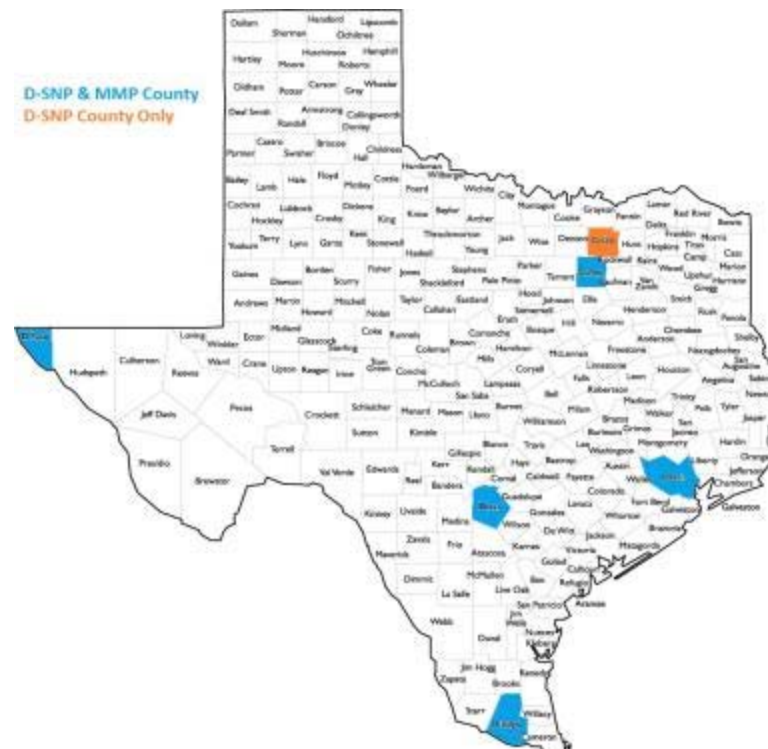 D-SNP & MMP County
D-SNP County Only
Dallam
Sherman
Hansford
Ochiltree
Lipscomb
Hartley
Moore
Hutchinson
Roberts
Hemphill
Oldham
Potter
Carson
Gray
Wheeler
Deaf Smith
Randall
Armstrong
Donley
Collingsworth
Parmer
Castro
Swisher
Briscoe
Hall
Childress
Hardeman
Bailey
Lamb
Hale
Floyd
Motley
Cottle
Foard
Wilbarger
Wichita
Clay
Montague
Cooke
Grayson
Fannin
Lamar
Red River
Bowie
Cochran
Hockley
Lubbock
Crosby
Dickens
King
Knox
Baylor
Archer
Jack
Wise
Denton
Collin
Hunt
Delta
Hopkins
Franklin
Titus
Morris
Cass
Yoakum
Terry
Lynn
Garza
Kent
Stonewall
Haskell
Throckmorton
Young
Parker
Tarrant
Dallas
Rockwall
Kaufman
Rains
Wood
Camp
Upshur
Marion
Harrison
Gregg
Gaines
Dawson
Borden
Scurry
Fisher
Jones
Shackelford
Stephens
Palo Pinto
Hood
Johnson
Ellis
Van
Zandt
Smith
Rusk
Panola
Andrews
Martin
Howard
Mitchell
Nolan
Taylor
Callahan
Eastland
Erath
Somervell
Bosque
Hill
Navarro
Henderson
Anderson
Cherokee
Shelby
El Paso
Hudspeth
Culberson
Reeves
Loving
Winkler
Ward
Ector
Crane
Midland
Upton
Glasscock
Reagan
Sterling
Irion
Coke
Tom
Green
Runnels
Concho
Coleman
McCulloch
Brown
Comanche
Mills
Hamilton
Lampasas
Coryell
McLennan
Limestone
Falls
Freestone
Leon
Robertson
Houston
Nacogdoches
San
Augustine
Sabine
Angelina
Trinity
Madison
Walker
Polk
Tyler
Jasper
Jeff Davis
Pecos
Presidio
Brewster
Terrell
Crockett
Val Verde
Schleicher
Sutton
Menard
Kimble
Mason
San Saba
Llano
Burnet
Bell
Williamson
Milam
Brazos
Burleson
Grimes
San
Jacinto
Hardin
Orange
Jefferson
Chambers
Liberty
Montgomery
Washington
Lee
Travis
Blanco
Gillespie
Kerr
Kendall
Hays
Bastrop
Austin
Edwards
Real
Bandera
Comal
Caldwell
Fayette
Colorado
Harris
Fort Bend
Galveston
Galveston
Kinney
Uvalde
Medina
Bexar
Guadalupe
Gonzales
Lavaca
Wharton
Brazoria
Wilson
De Witt
Jackson
Matagorda
Maverick
Zavala
Frio
Atascosa
Karnes
Victoria
Goliad
Calhoun
Dimmit
La Salle
McMullen
Live Oak
Bee
Refugio
San Patricio
Aransas
Webb
Duval
Jim
Wells
Nueces
Kleberg
Zapata
Jim Hogg
Brooks
Kenedy
Starr
Hidalgo
Willacy
Cameron